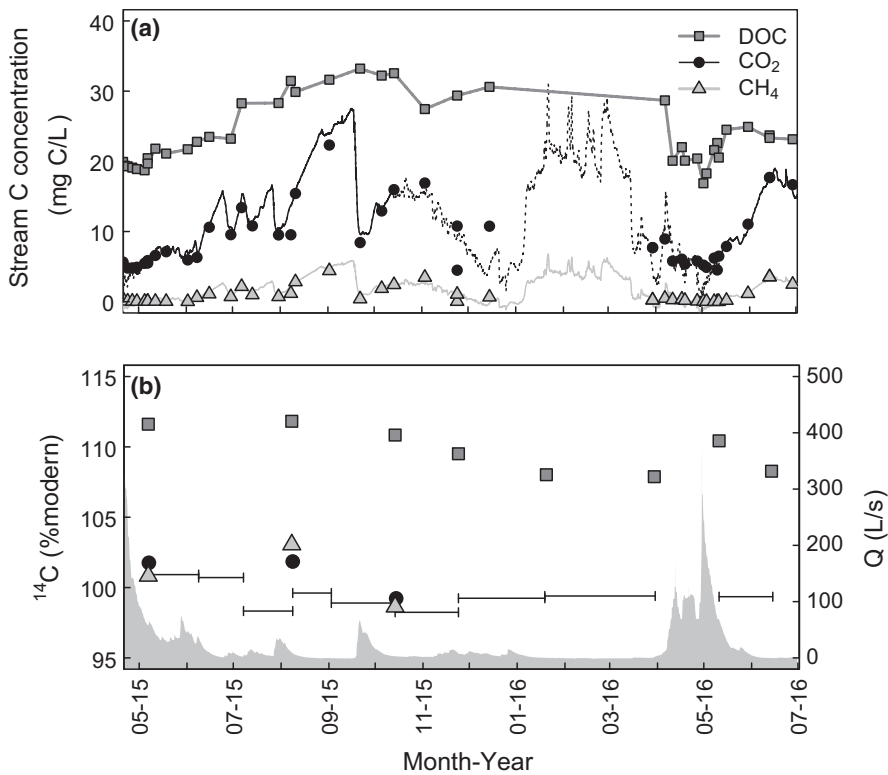 (a)
DOC
CO₂
CH₄
Stream C concentration
(mg C/L)
40
30
20
10
0
(b)
¹⁴C (%modern)
115
110
105
100
95
Q (L/s)
500
400
300
200
100
0
05-15
07-15
09-15
11-15
01-16
03-16
05-16
07-16
Month-Year